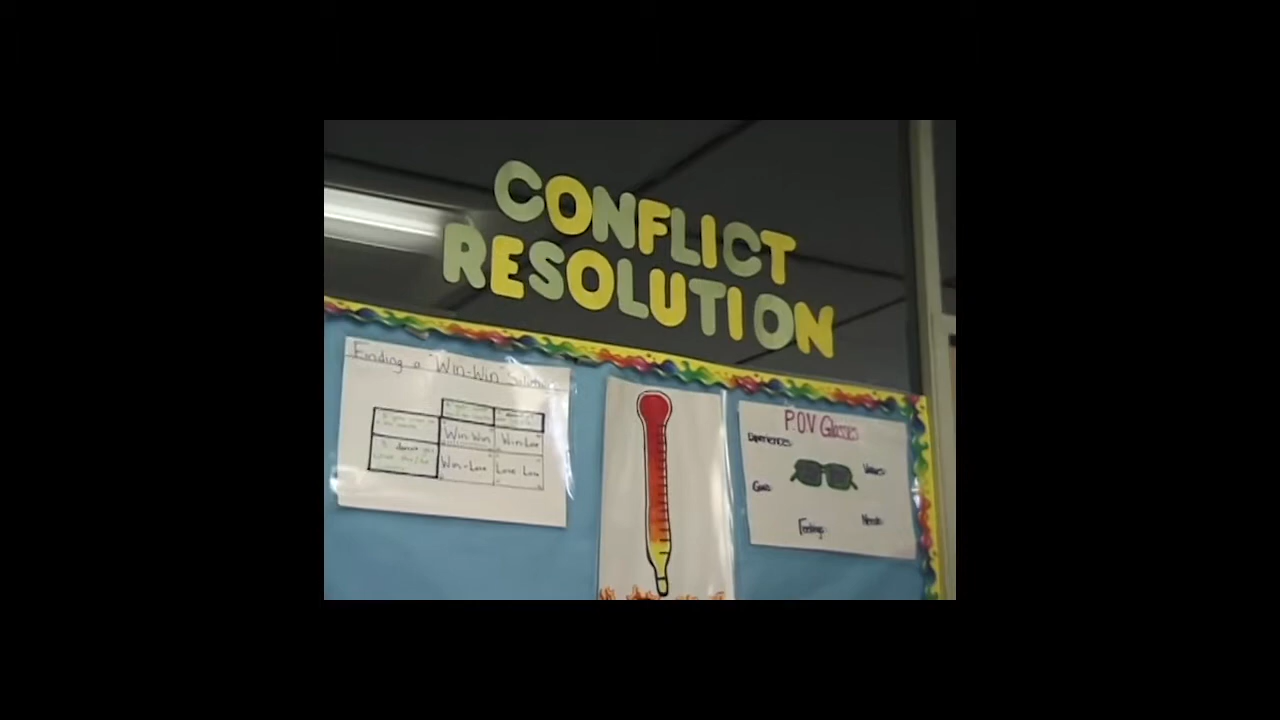 CONFLICT
RESOLUTION
Finding a "Win-Win"
Win-Win
Win-Lose
Win-Lose
Lose-Lose
P.O.V Glasses
Experiences
Values
Goals
Needs
Feelings